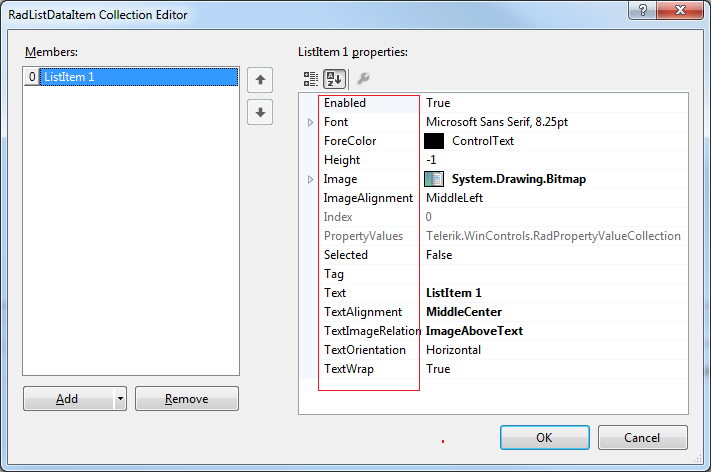 RadListDataItem Collection Editor
Members:
ListItem 1 properties:
0 ListItem 1
Enabled True
Font Microsoft Sans Serif, 8.25pt
ForeColor ControlText
Height -1
Image System.Drawing.Bitmap
ImageAlignment MiddleLeft
Index 0
PropertyValues Telerik.WinControls.RadPropertyValueCollection
Selected False
Tag
Text ListItem 1
TextAlignment MiddleCenter
TextImageRelation ImageAboveText
TextOrientation Horizontal
TextWrap True
Add Remove
OK Cancel